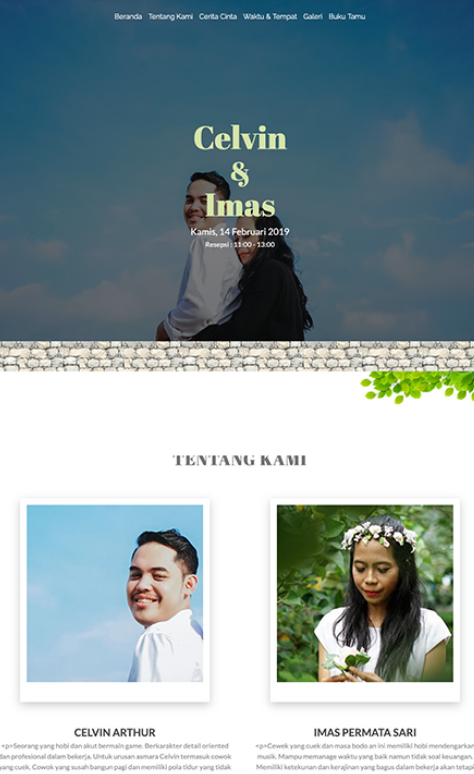 Beranda Tentang Kami Cerita Cinta Waktu & Tempat Galeri Buku Tamu
Celvin
&
Imas
Kamis, 14 Februari 2019
Resepsi : 11:00 - 13:00
TENTANG KAMI
CELVIN ARTHUR
<p>Seorang yang hobi dan akut bermain game. Berkarakter detail oriented
dan profesional dalam bekerja. Untuk urusan asmara Celvin termasuk cowok
yang cuek. Cowok yang susah bangun pagi dan memiliki pola tidur yang tidak
IMAS PERMATA SARI
<p>Cewek yang cuek dan masa bodo an ini memiliki hobi mendengarkan
musik. Mampu memanage waktu yang baik namun tidak soal keuangan.
Memiliki ketekunan dan kerajinan yang bagus dalam bekerja akan tetapi